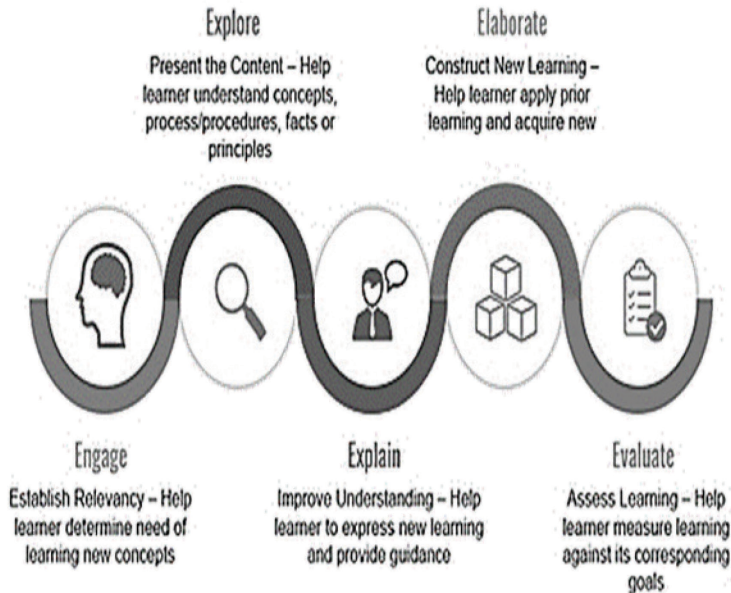 Explore
Present the Content – Help
learner understand concepts,
process/procedures, facts or
principles
Elaborate
Construct New Learning –
Help learner apply prior
learning and acquire new
Engage
Establish Relevancy – Help
learner determine need of
learning new concepts
Explain
Improve Understanding – Help
learner to express new learning
and provide guidance
Evaluate
Assess Learning – Help
learner measure learning
against its corresponding
goals